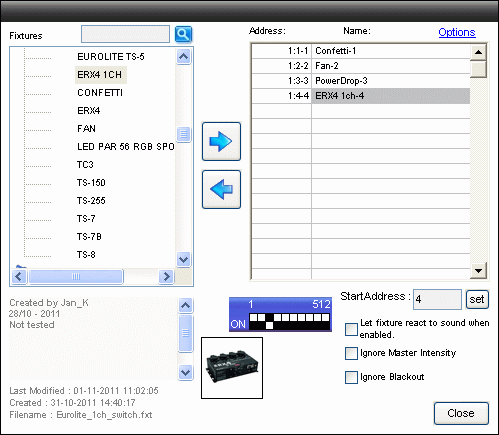 Fixtures
Address: Name: Options
EUROLITE TS-5
ERX4 1CH
CONFETTI
ERX4
FAN
LED PAR 56 RGB SPO
TC3
TS-150
TS-255
TS-7
TS-7B
TS-8
1:1-1 Confetti-1
1:2-2 Fan-2
1:3-3 PowerDrop-3
1:4-4 ERX4 1ch-4
Created by Jan_K
28/10 - 2011
Not tested
1 512
ON
StartAddress : 4 set
Let fixture react to sound when
enabled.
Ignore Master Intensity
Ignore Blackout
Last Modified : 01-11-2011 11:02:05
Created : 31-10-2011 14:40:17
Filename : Eurolite_1ch_switch.fxt
Close